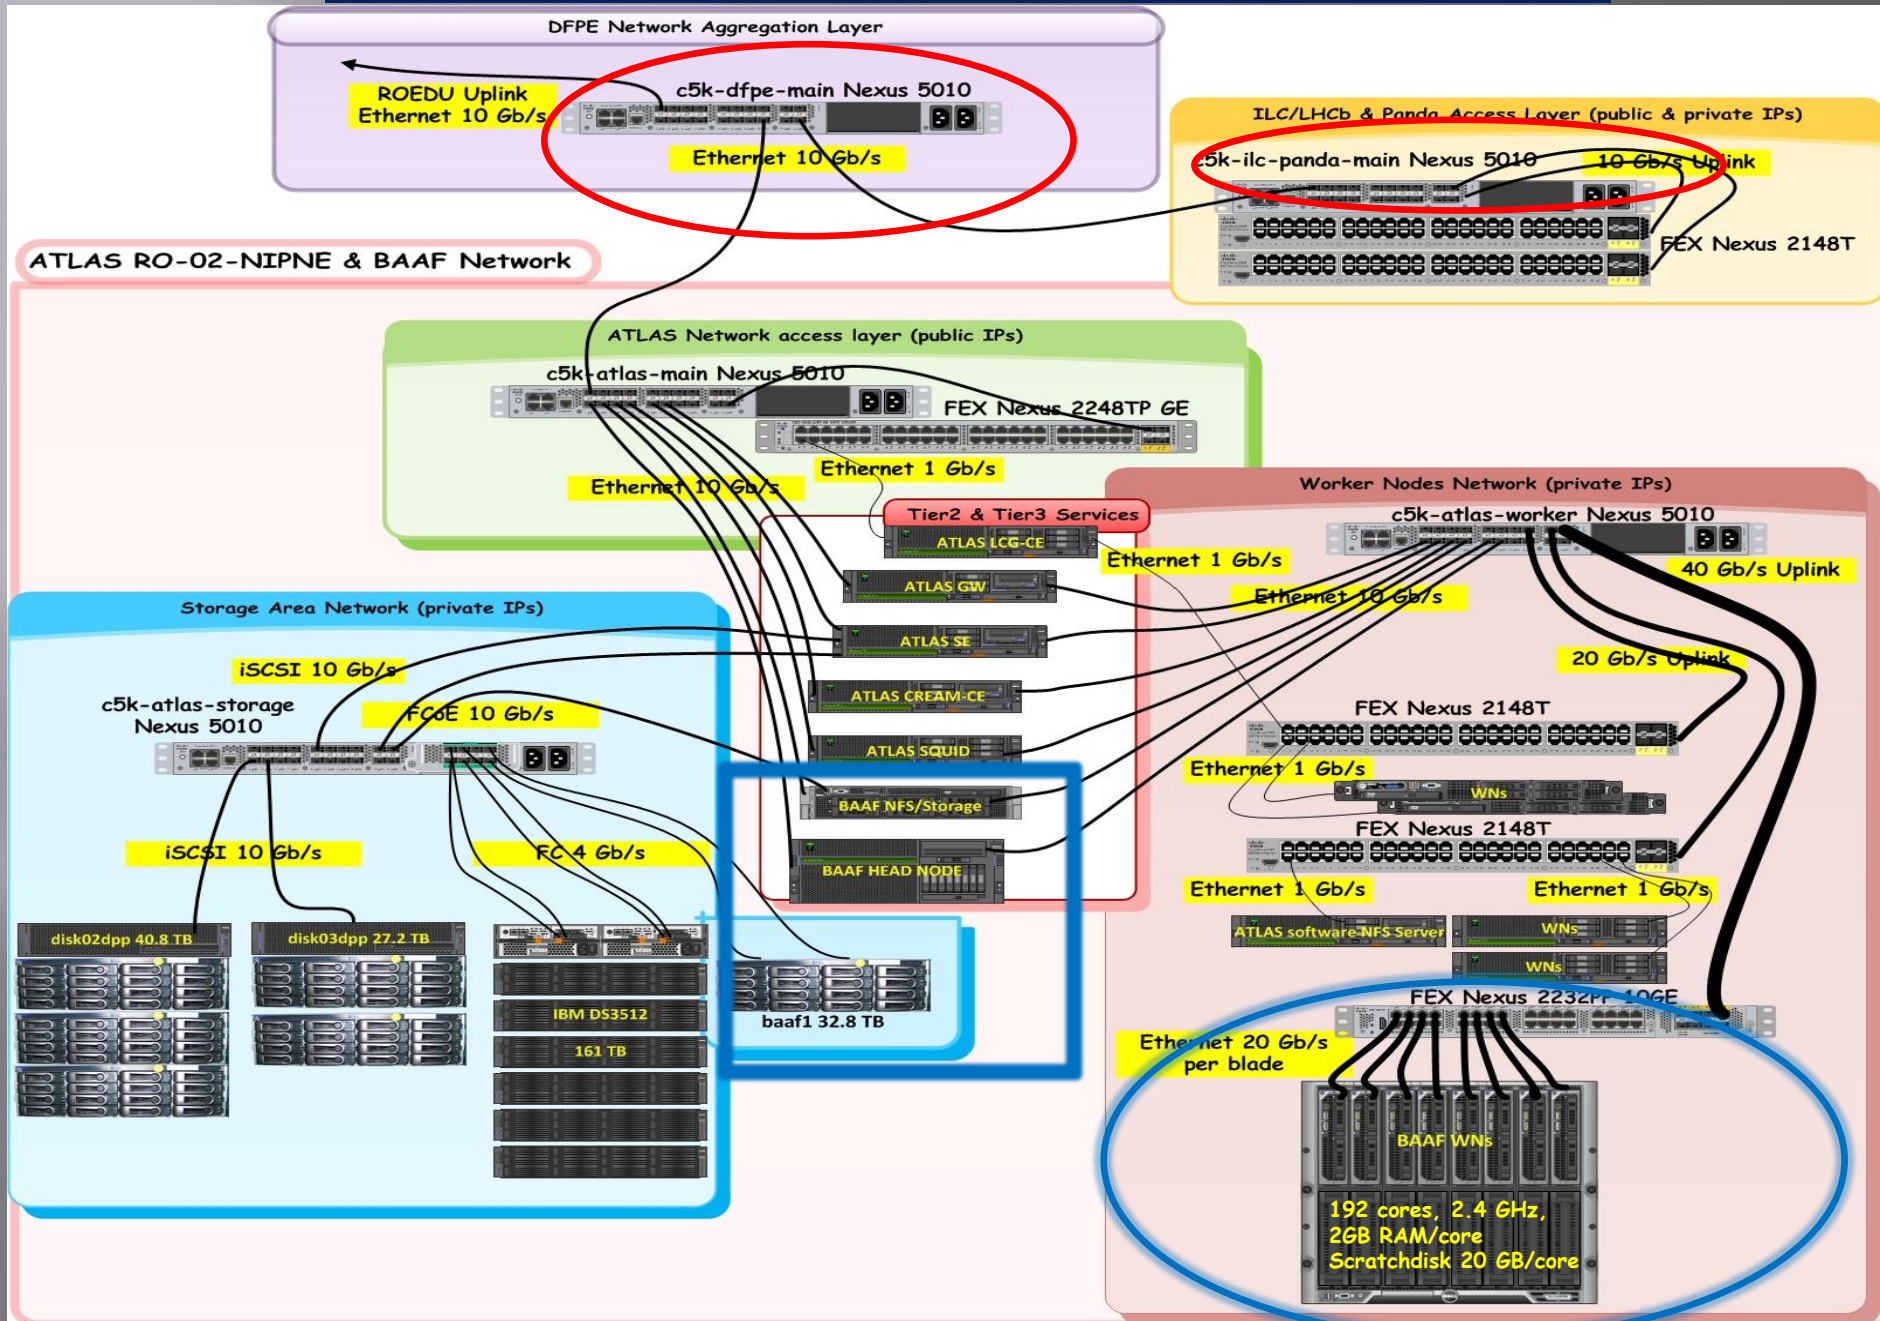 DFPE Network Aggregation Layer
ROEDU Uplink
Ethernet 10 Gb/s
c5k-dfpe-main Nexus 5010
Ethernet 10 Gb/s
ILC/LHCb & Panda Access Layer (public & private IPs)
c5k-ilc-panda-main Nexus 5010
10 Gb/s Uplink
FEX Nexus 2148T
ATLAS RO-02-NIPNE & BAAF Network
ATLAS Network access layer (public IPs)
c5k-atlas-main Nexus 5010
FEX Nexus 2248TP GE
Ethernet 1 Gb/s
Ethernet 10 Gb/s
Tier2 & Tier3 Services
ATLAS LCG-CE
ATLAS GW
ATLAS SE
ATLAS CREAM-CE
ATLAS SQUID
BAAF NFS/Storage
BAAF HEAD NODE
Worker Nodes Network (private IPs)
c5k-atlas-worker Nexus 5010
Ethernet 1 Gb/s
40 Gb/s Uplink
Ethernet 10 Gb/s
20 Gb/s Uplink
FEX Nexus 2148T
Ethernet 1 Gb/s
WNs
FEX Nexus 2148T
Ethernet 1 Gb/s
Ethernet 1 Gb/s
ATLAS software NFS Server
WNs
WNs
FEX Nexus 2232PP 10GE
Ethernet 20 Gb/s
per blade
BAAF WNs
192 cores, 2.4 GHz,
2GB RAM/core
Scratchdisk 20 GB/core
Storage Area Network (private IPs)
iSCSI 10 Gb/s
c5k-atlas-storage
Nexus 5010
FCoE 10 Gb/s
iSCSI 10 Gb/s
FC 4 Gb/s
disk02dpp 40.8 TB
disk03dpp 27.2 TB
IBM DS3512
161 TB
baaf1 32.8 TB